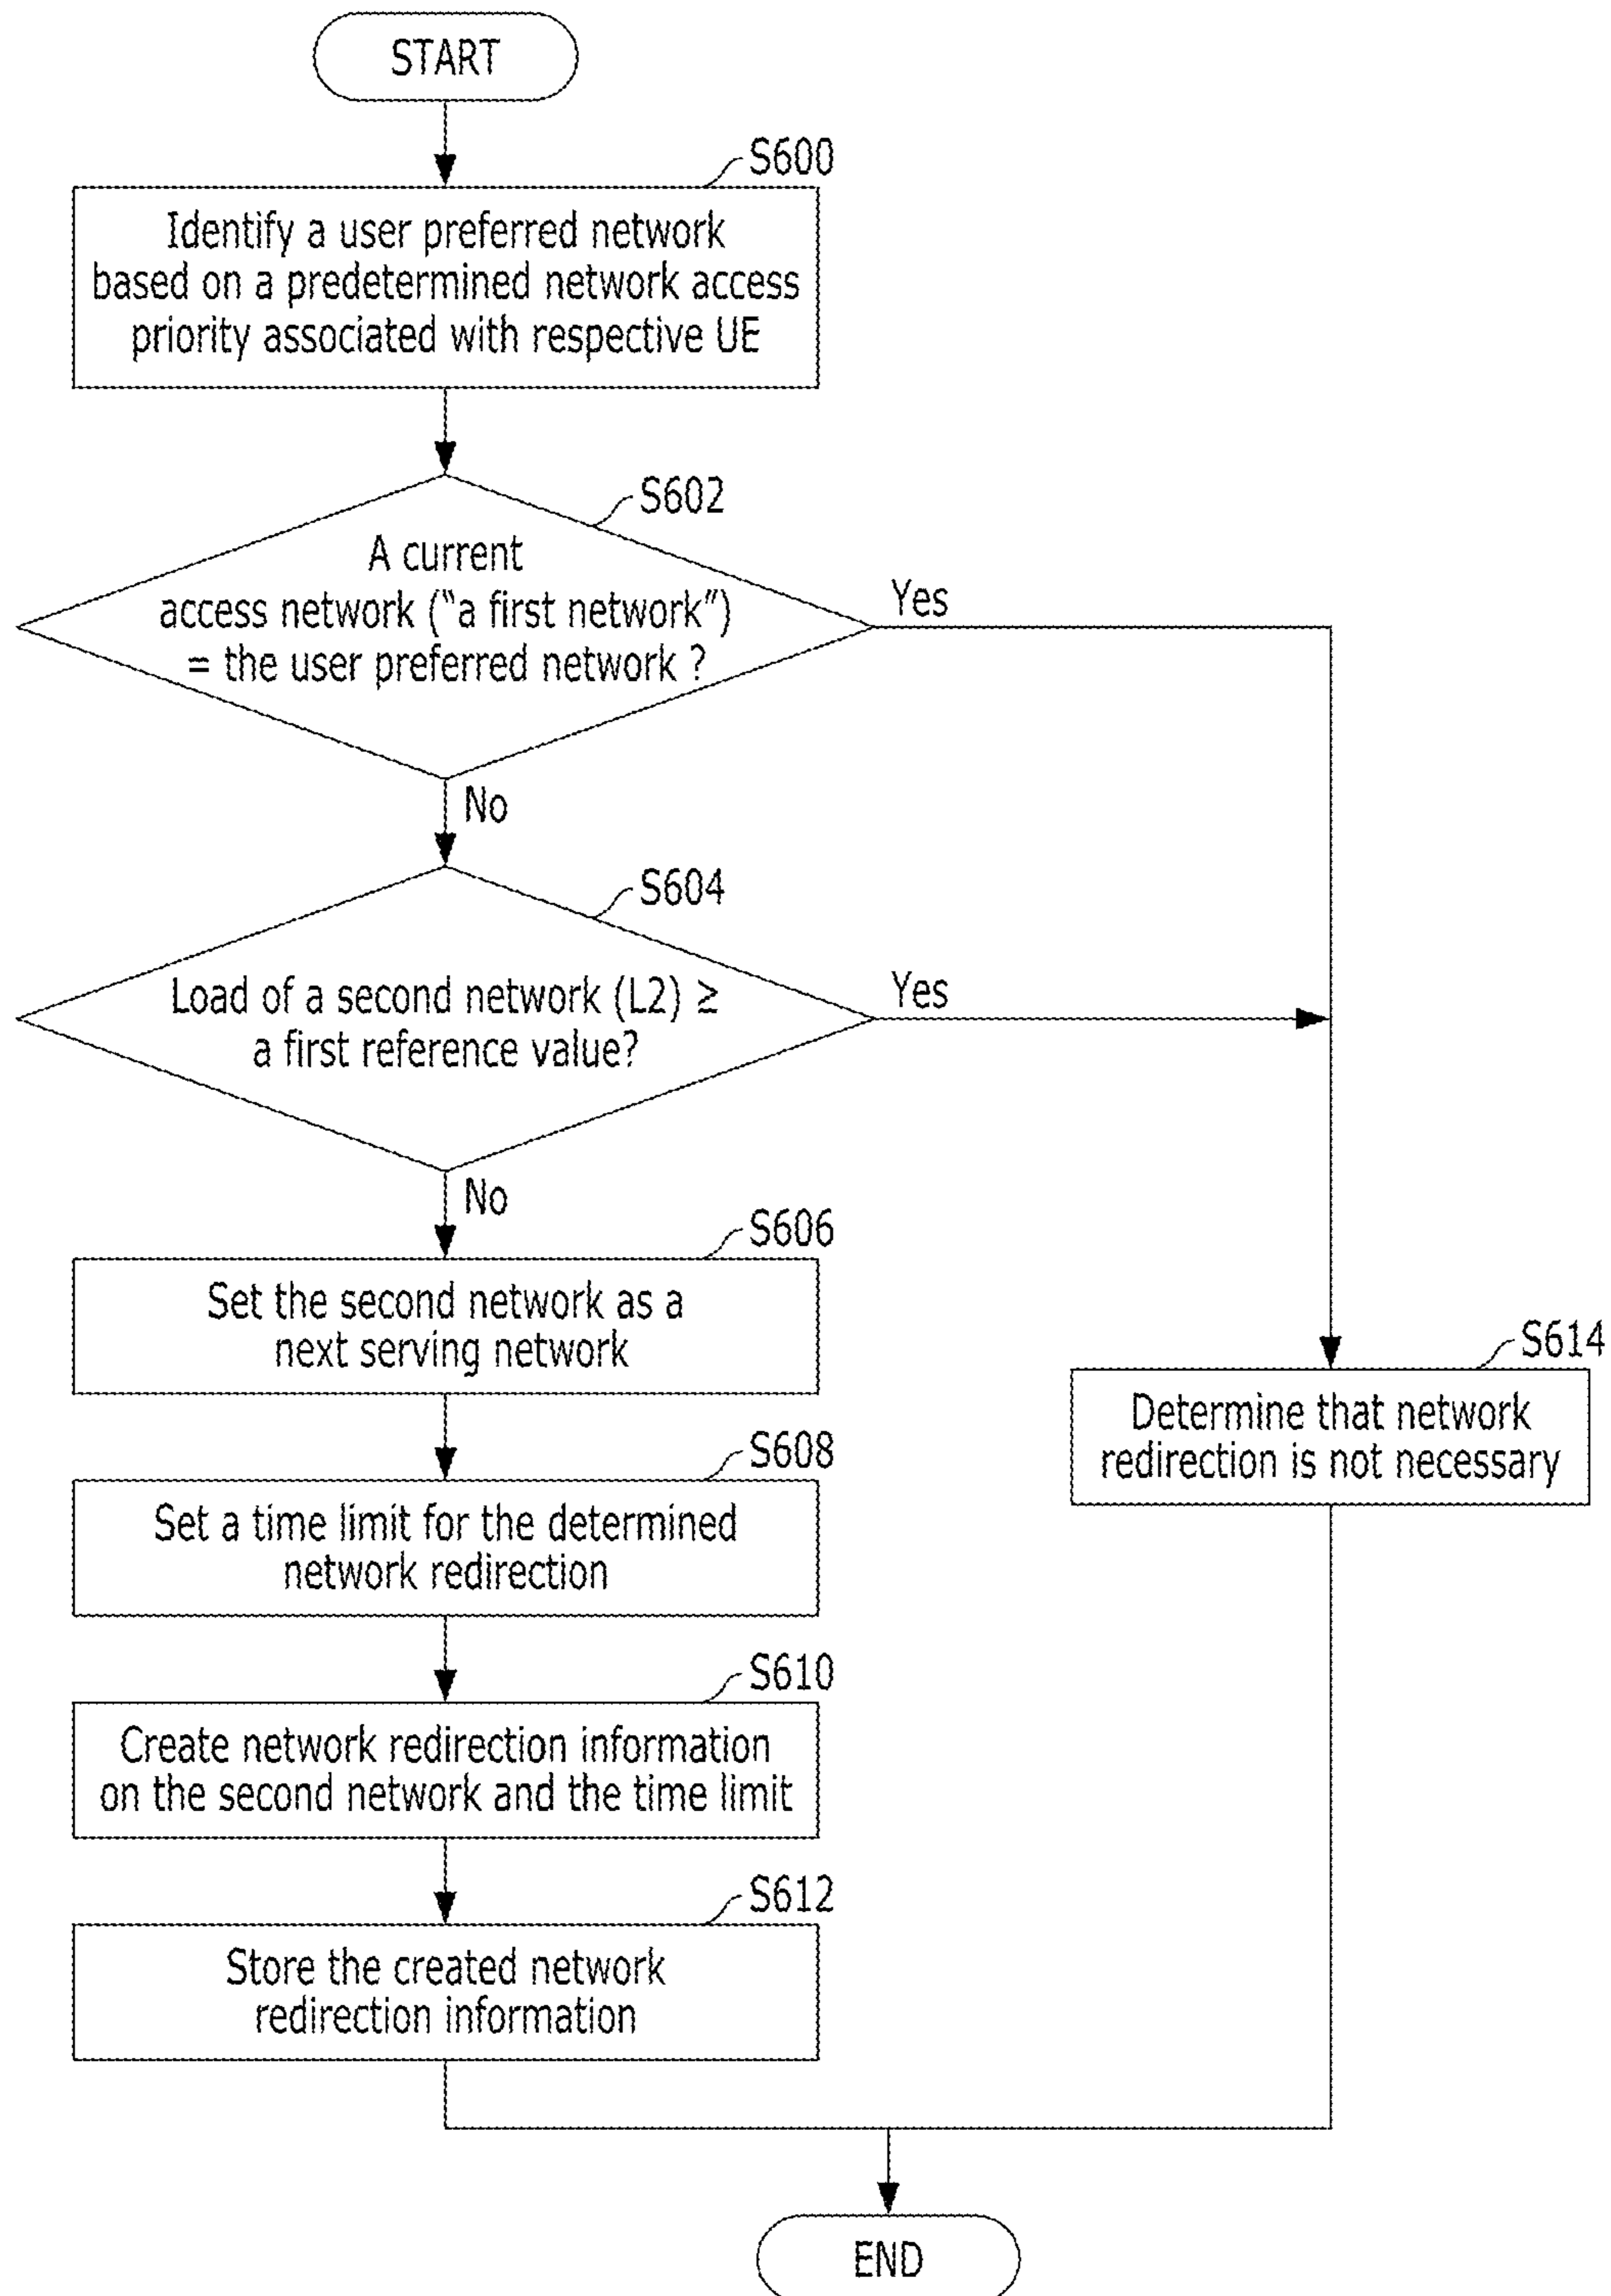 START
S600
Identify a user preferred network
based on a predetermined network access
priority associated with respective UE
S602
A current
access network (“a first network”)
= the user preferred network ?
Yes
No
S604
Load of a second network (L2) ≥
a first reference value?
Yes
No
S606
Set the second network as a
next serving network
S614
Determine that network
redirection is not necessary
S608
Set a time limit for the determined
network redirection
S610
Create network redirection information
on the second network and the time limit
S612
Store the created network
redirection information
END